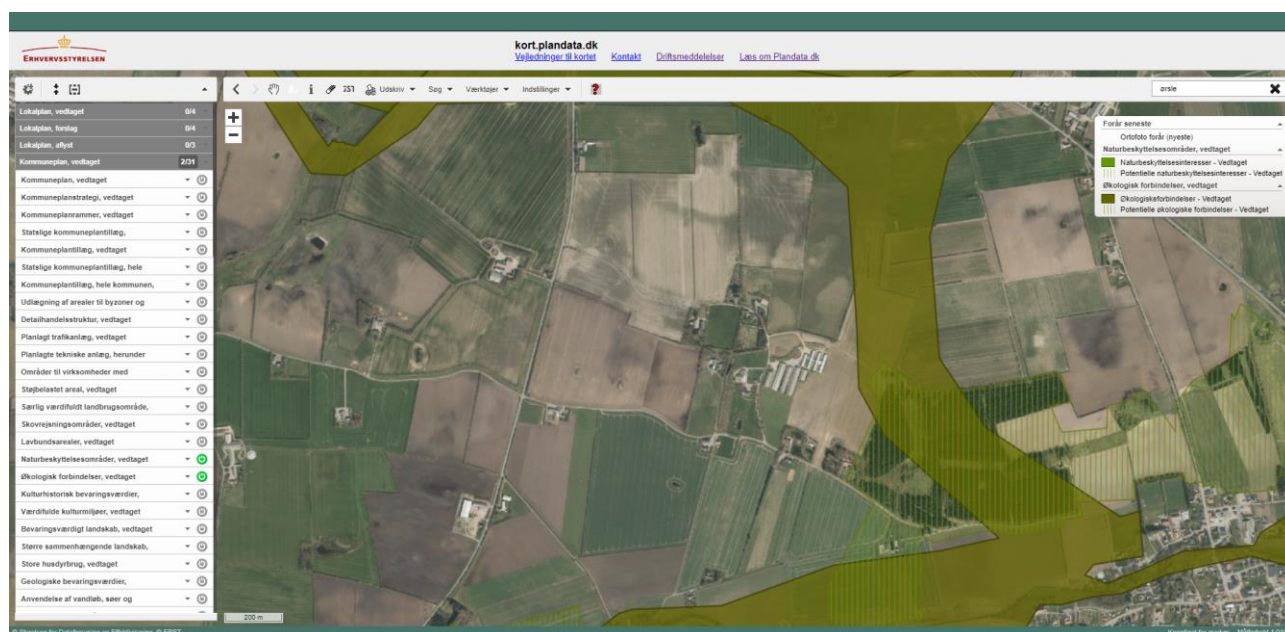 kort.plandata.dk
ERHVERVSSTYRELSEN
Vejledninger til kortet Kontakt Driftsmeddelelser Læs om Plandata.dk
Udskriv Søg Værktøjer Indstillinger
ørsle
Lokalplan, vedtaget 0/4
Lokalplan, forslag 0/4
Lokalplan, aflyst 0/3
Kommuneplan, vedtaget 2/31
Kommuneplan, vedtaget
Kommuneplanstrategi, vedtaget
Kommuneplanrammer, vedtaget
Statslige kommuneplantillæg,
Kommuneplantillæg, vedtaget
Statslige kommuneplantillæg, hele
Kommuneplantillæg, hele kommunen,
Udlægning af arealer til byzoner og
Detailhandelsstruktur, vedtaget
Planlagt trafikanlæg, vedtaget
Planlagte tekniske anlæg, herunder
Områder til virksomheder med
Støjbelastet areal, vedtaget
Særlig værdifuldt landbrugsområde,
Skovrejsningsområder, vedtaget
Lavbundsarealer, vedtaget
Naturbeskyttelsesområder, vedtaget
Økologisk forbindelser, vedtaget
Kulturhistorisk bevaringsværdier,
Værdifulde kulturmiljøer, vedtaget
Bevaringsværdigt landskab, vedtaget
Større sammenhængende landskab,
Store husdyrbrug, vedtaget
Geologiske bevaringsværdier,
Anvendelse af vandløb, søer og
Forår seneste
Ortofoto forår (nyeste)
Naturbeskyttelsesområder, vedtaget
Naturbeskyttelsesinteresser - Vedtaget
Potentielle naturbeskyttelsesinteresser - Vedtaget
Økologisk forbindelser, vedtaget
Økologiskeforbindelser - Vedtaget
Potentielle økologiske forbindelser - Vedtaget
200 m